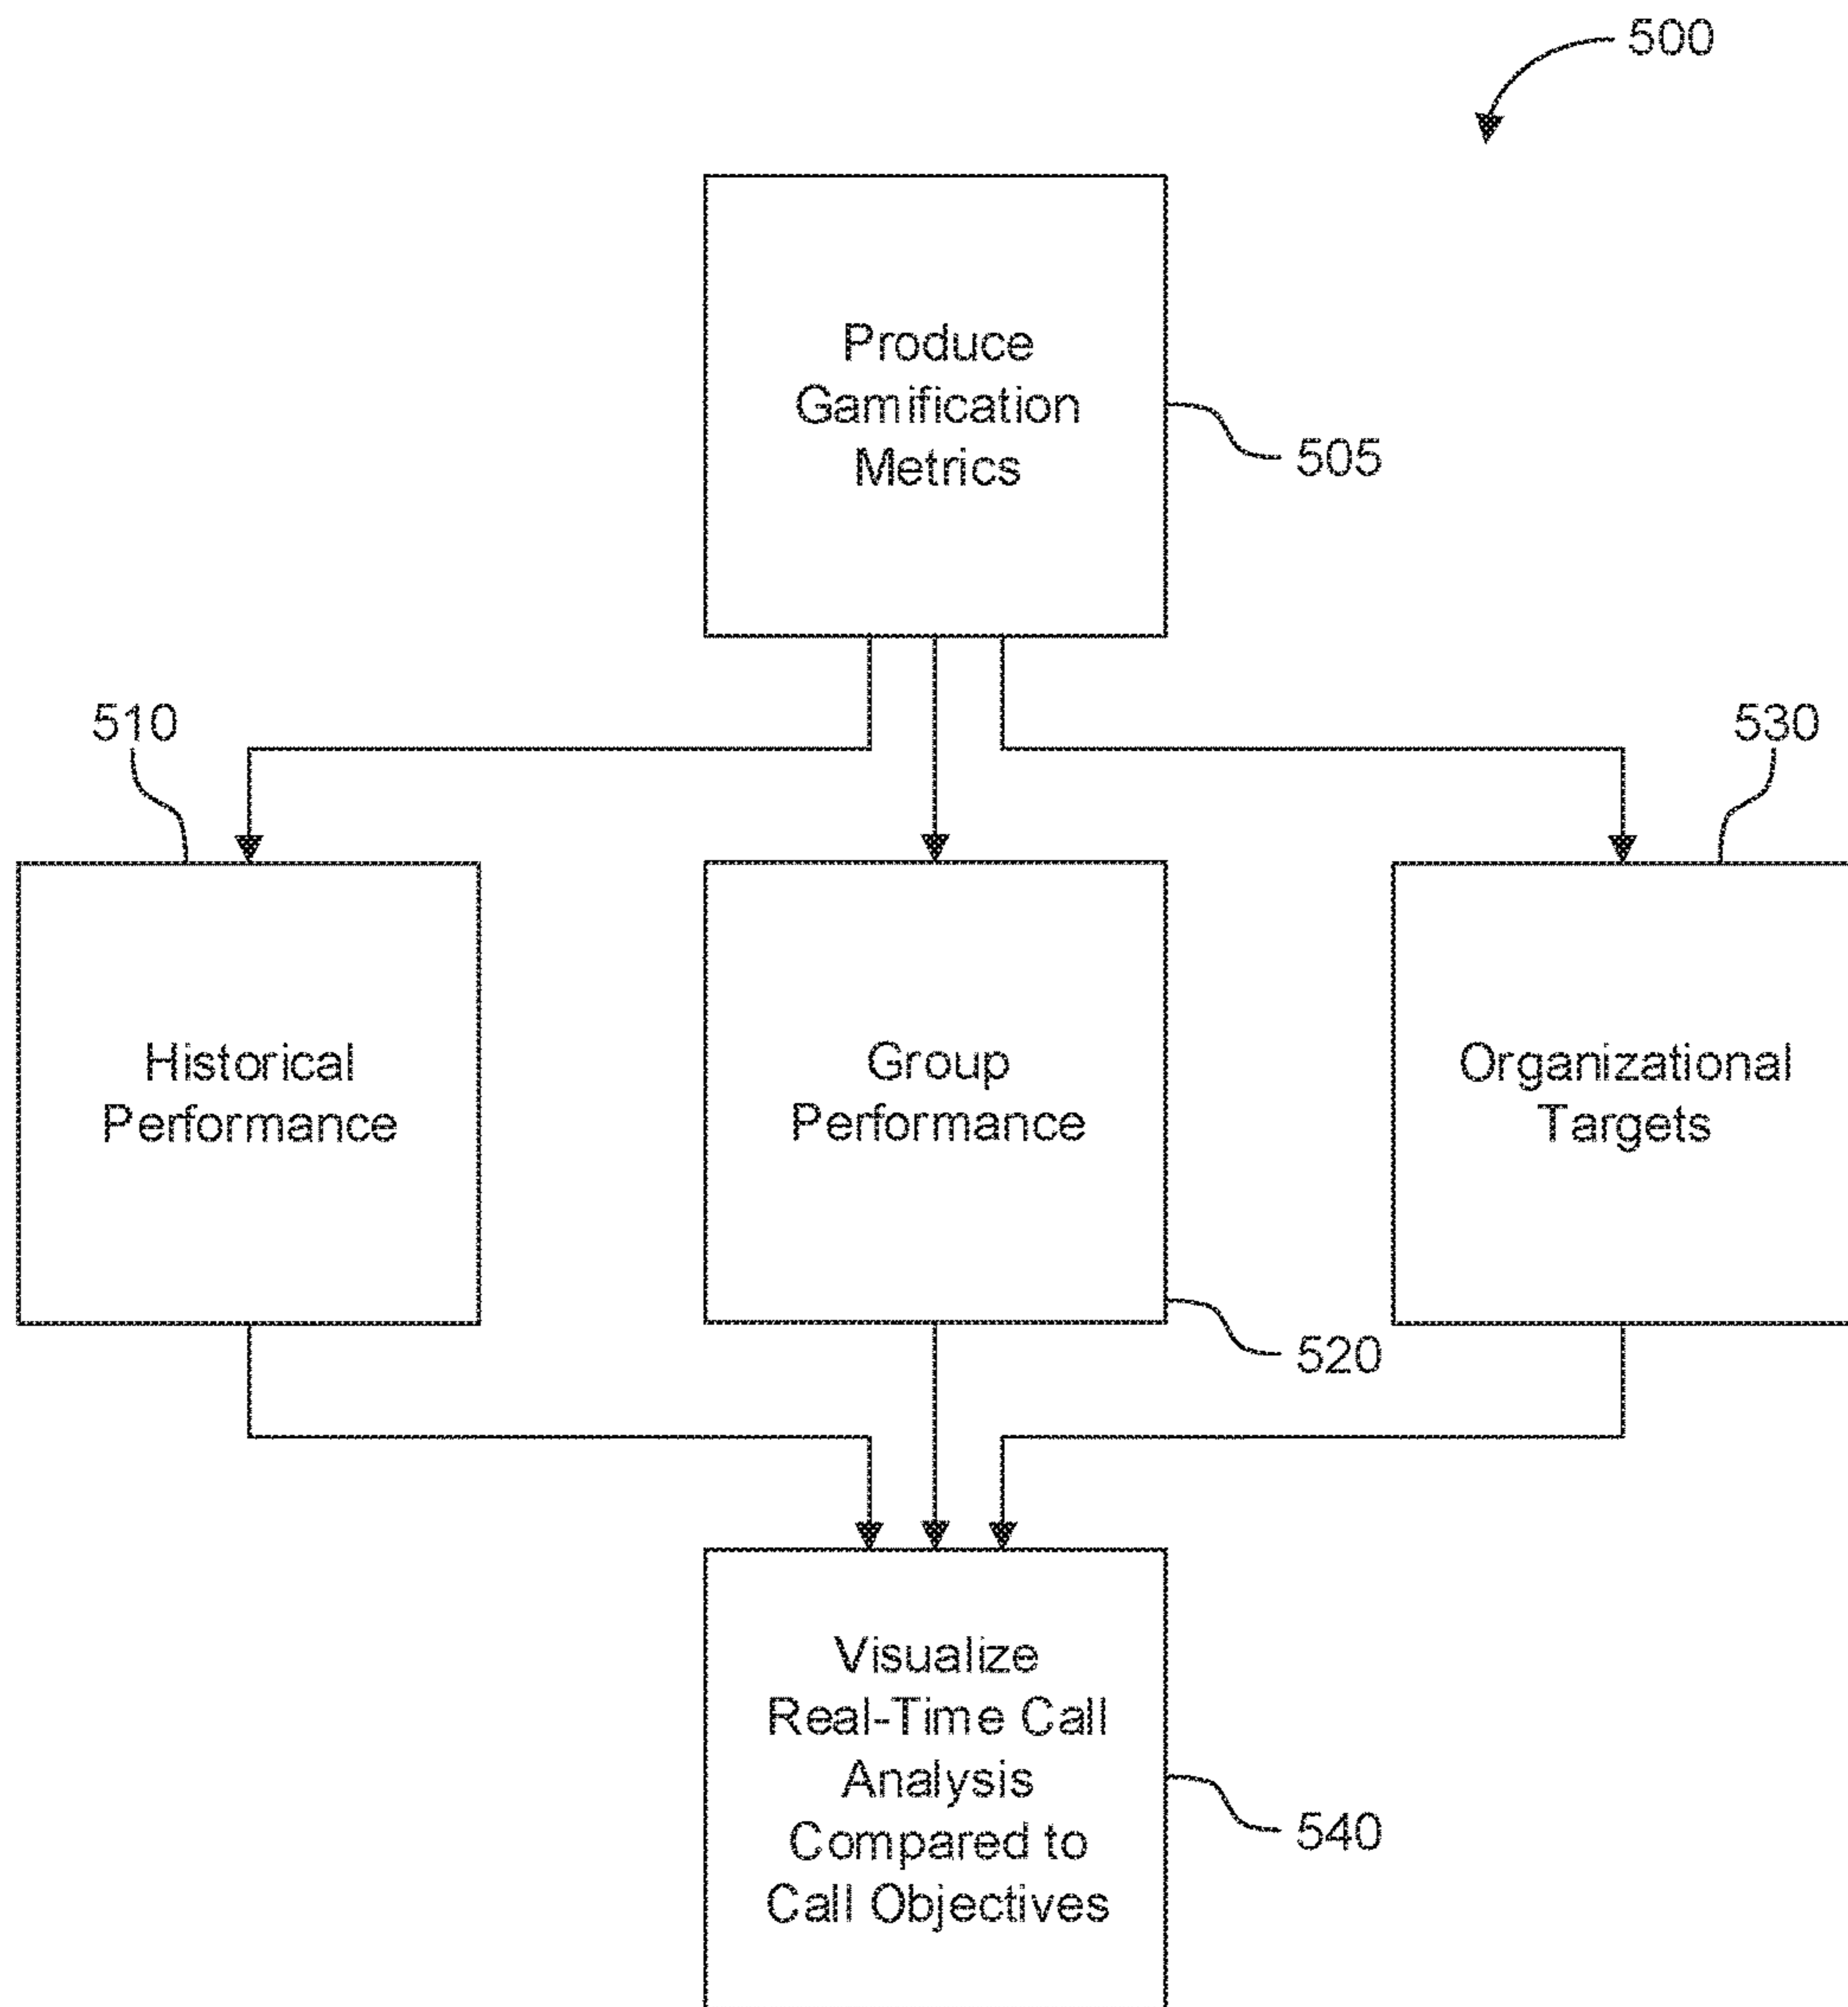 500
Produce
Gamification
Metrics
505
510
530
Historical
Performance
Group
Performance
Organizational
Targets
520
Visualize
Real-Time Call
Analysis
Compared to
Call Objectives
540